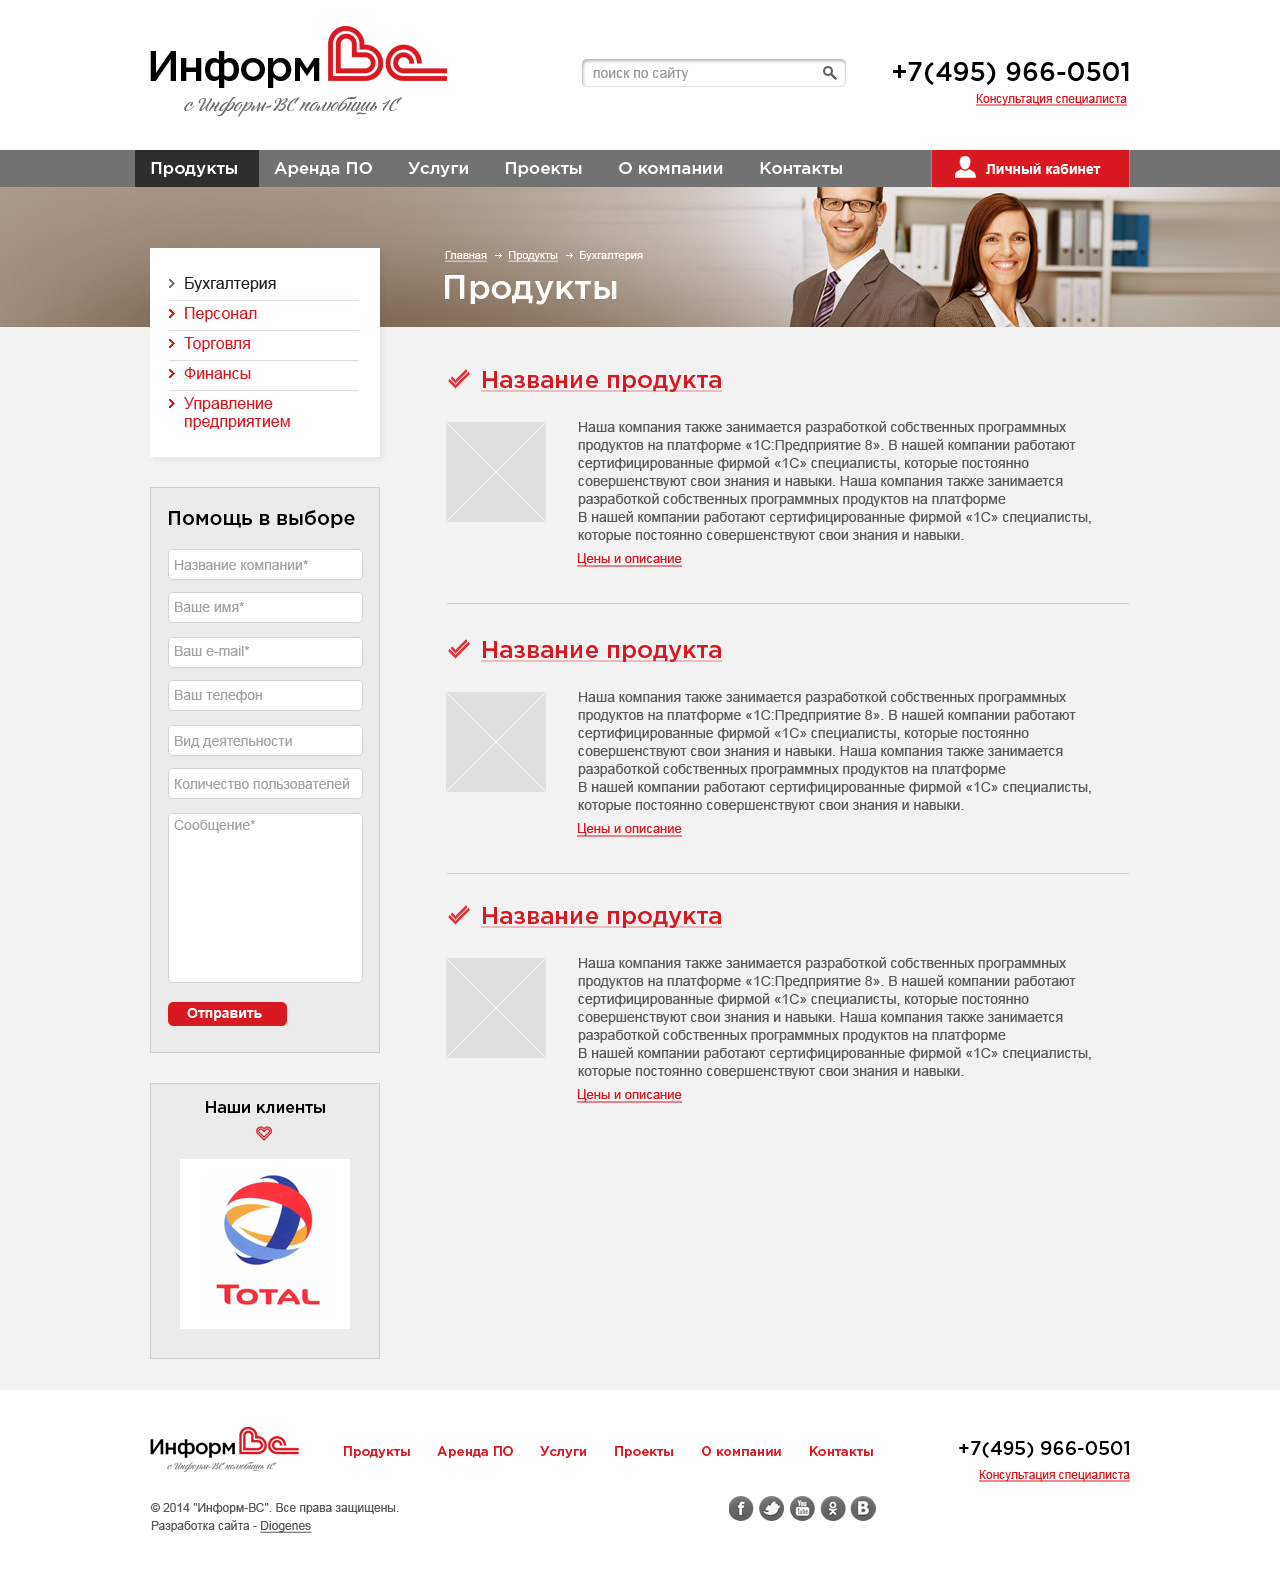 Информ ВС
с Информ-ВС полюбишь 1С
поиск по сайту
+7(495) 966-0501
Консультация специалиста
Продукты Аренда ПО Услуги Проекты О компании Контакты Личный кабинет
Главная → Продукты → Бухгалтерия
Продукты
Бухгалтерия
Персонал
Торговля
Финансы
Управление
предприятием
Помощь в выборе
Название компании*
Ваше имя*
Ваш e-mail*
Ваш телефон
Вид деятельности
Количество пользователей
Сообщение*
Отправить
Наши клиенты
TOTAL
Название продукта
Наша компания также занимается разработкой собственных программных
продуктов на платформе «1С:Предприятие 8». В нашей компании работают
сертифицированные фирмой «1С» специалисты, которые постоянно
совершенствуют свои знания и навыки. Наша компания также занимается
разработкой собственных программных продуктов на платформе
В нашей компании работают сертифицированные фирмой «1С» специалисты,
которые постоянно совершенствуют свои знания и навыки.
Цены и описание
Название продукта
Наша компания также занимается разработкой собственных программных
продуктов на платформе «1С:Предприятие 8». В нашей компании работают
сертифицированные фирмой «1С» специалисты, которые постоянно
совершенствуют свои знания и навыки. Наша компания также занимается
разработкой собственных программных продуктов на платформе
В нашей компании работают сертифицированные фирмой «1С» специалисты,
которые постоянно совершенствуют свои знания и навыки.
Цены и описание
Название продукта
Наша компания также занимается разработкой собственных программных
продуктов на платформе «1С:Предприятие 8». В нашей компании работают
сертифицированные фирмой «1С» специалисты, которые постоянно
совершенствуют свои знания и навыки. Наша компания также занимается
разработкой собственных программных продуктов на платформе
В нашей компании работают сертифицированные фирмой «1С» специалисты,
которые постоянно совершенствуют свои знания и навыки.
Цены и описание
Информ ВС
с Информ-ВС полюбишь 1С
Продукты Аренда ПО Услуги Проекты О компании Контакты
+7(495) 966-0501
Консультация специалиста
© 2014 "Информ-ВС". Все права защищены.
Разработка сайта - Diogenes
f You Tube B